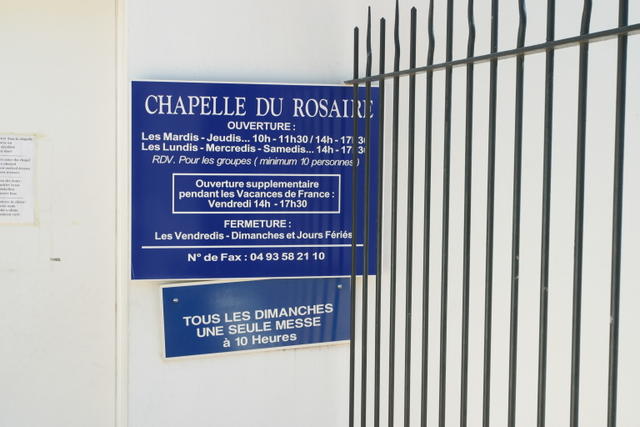 CHAPELLE DU ROSAIRE
OUVERTURE :
Les Mardis - Jeudis... 10h - 11h30 / 14h - 17h30
Les Lundis - Mercredis - Samedis... 14h - 17h30
RDV. Pour les groupes ( minimum 10 personnes )
Ouverture supplementaire
pendant les Vacances de France :
Vendredi 14h - 17h30
FERMETURE :
Les Vendredis - Dimanches et Jours Fériés
N° de Fax : 04 93 58 21 10
TOUS LES DIMANCHES
UNE SEULE MESSE
à 10 Heures